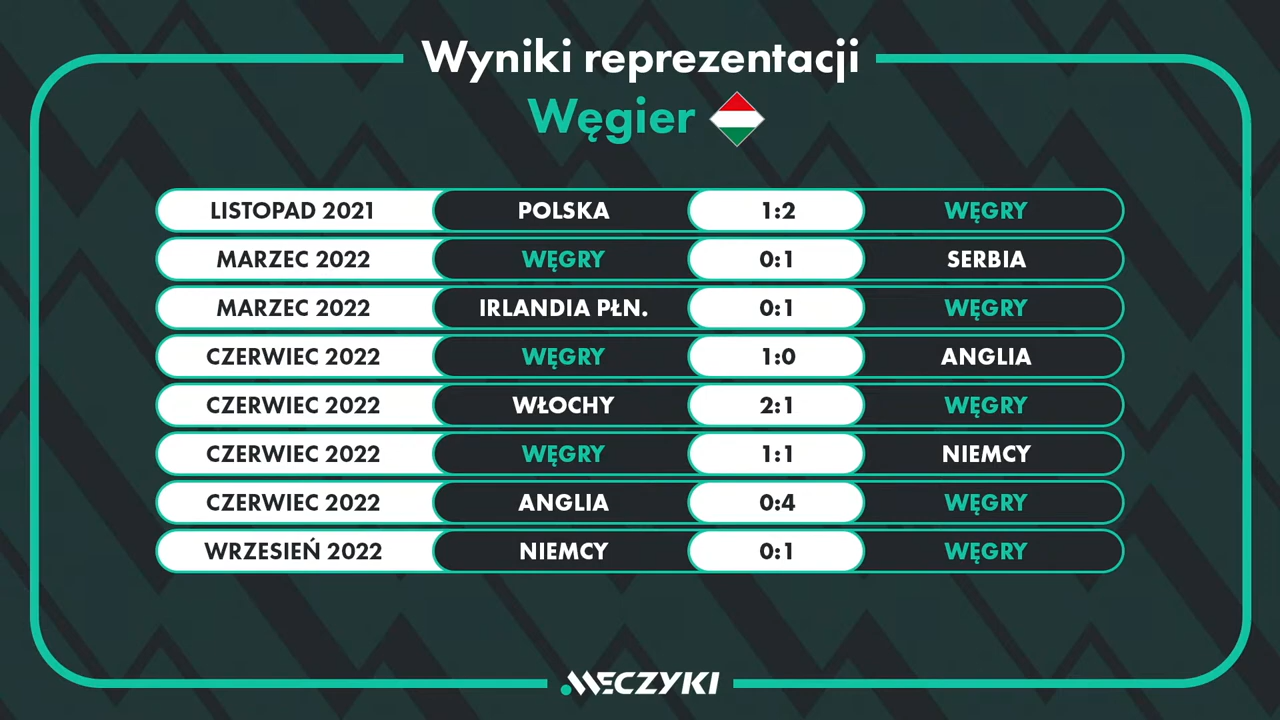 Wyniki reprezentacji
Węgier
LISTOPAD 2021 POLSKA 1:2 WĘGRY
MARZEC 2022 WĘGRY 0:1 SERBIA
MARZEC 2022 IRLANDIA PŁN. 0:1 WĘGRY
CZERWIEC 2022 WĘGRY 1:0 ANGLIA
CZERWIEC 2022 WŁOCHY 2:1 WĘGRY
CZERWIEC 2022 WĘGRY 1:1 NIEMCY
CZERWIEC 2022 ANGLIA 0:4 WĘGRY
WRZESIEŃ 2022 NIEMCY 0:1 WĘGRY
MECZYKI